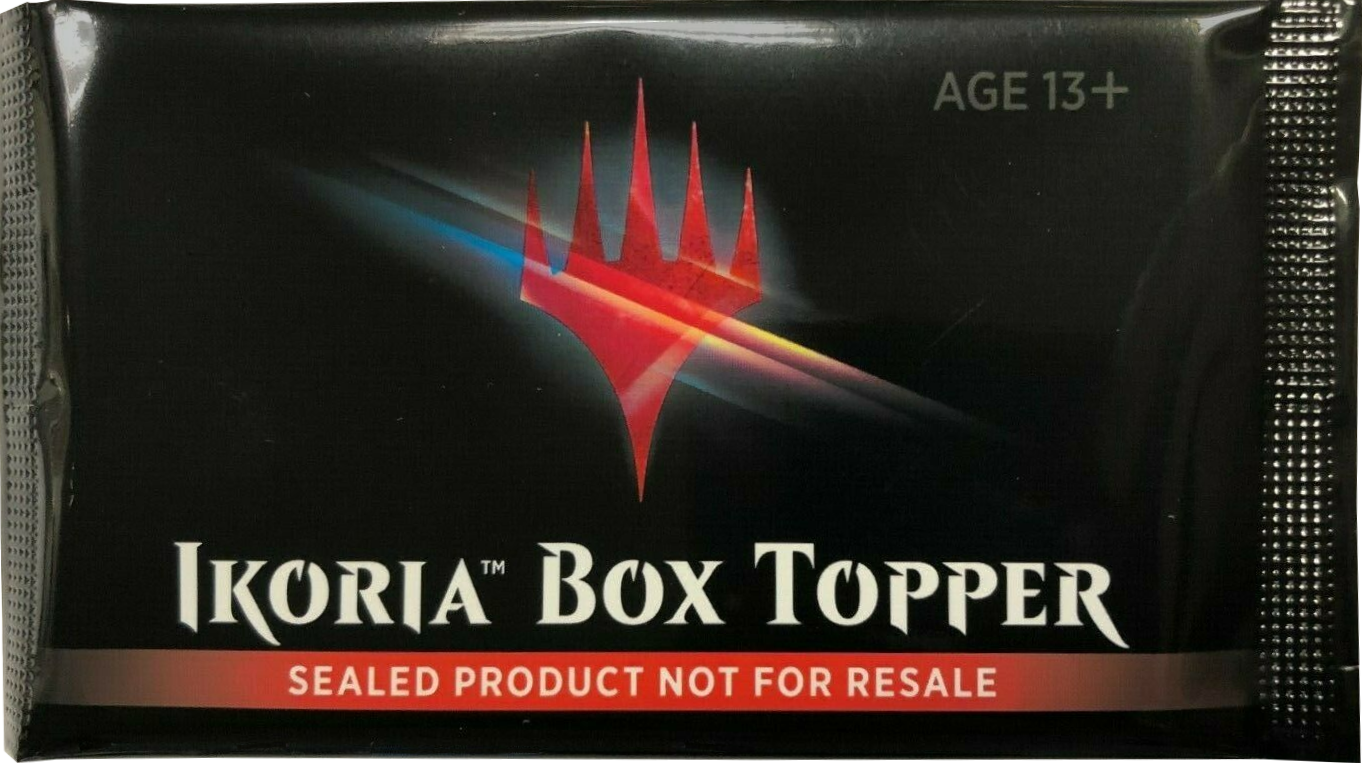 AGE 13+
IKORIA™ BOX TOPPER
SEALED PRODUCT NOT FOR RESALE